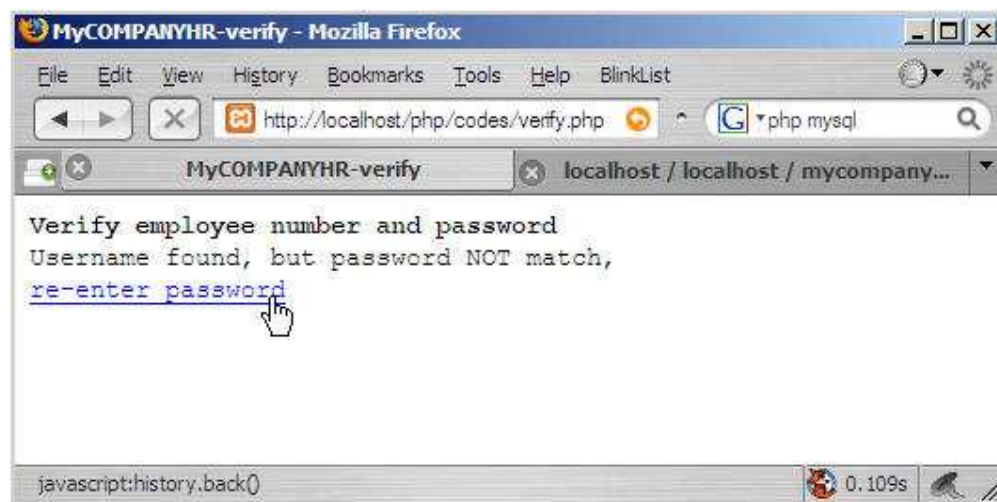 MyCOMPANYHR-verify - Mozilla Firefox
File Edit View History Bookmarks Tools Help BlinkList
http://localhost/php/codes/verify.php G php mysql
MyCOMPANYHR-verify localhost / localhost / mycompany...
Verify employee number and password
Username found, but password NOT match,
re-enter password
javascript:history.back() 0.109s